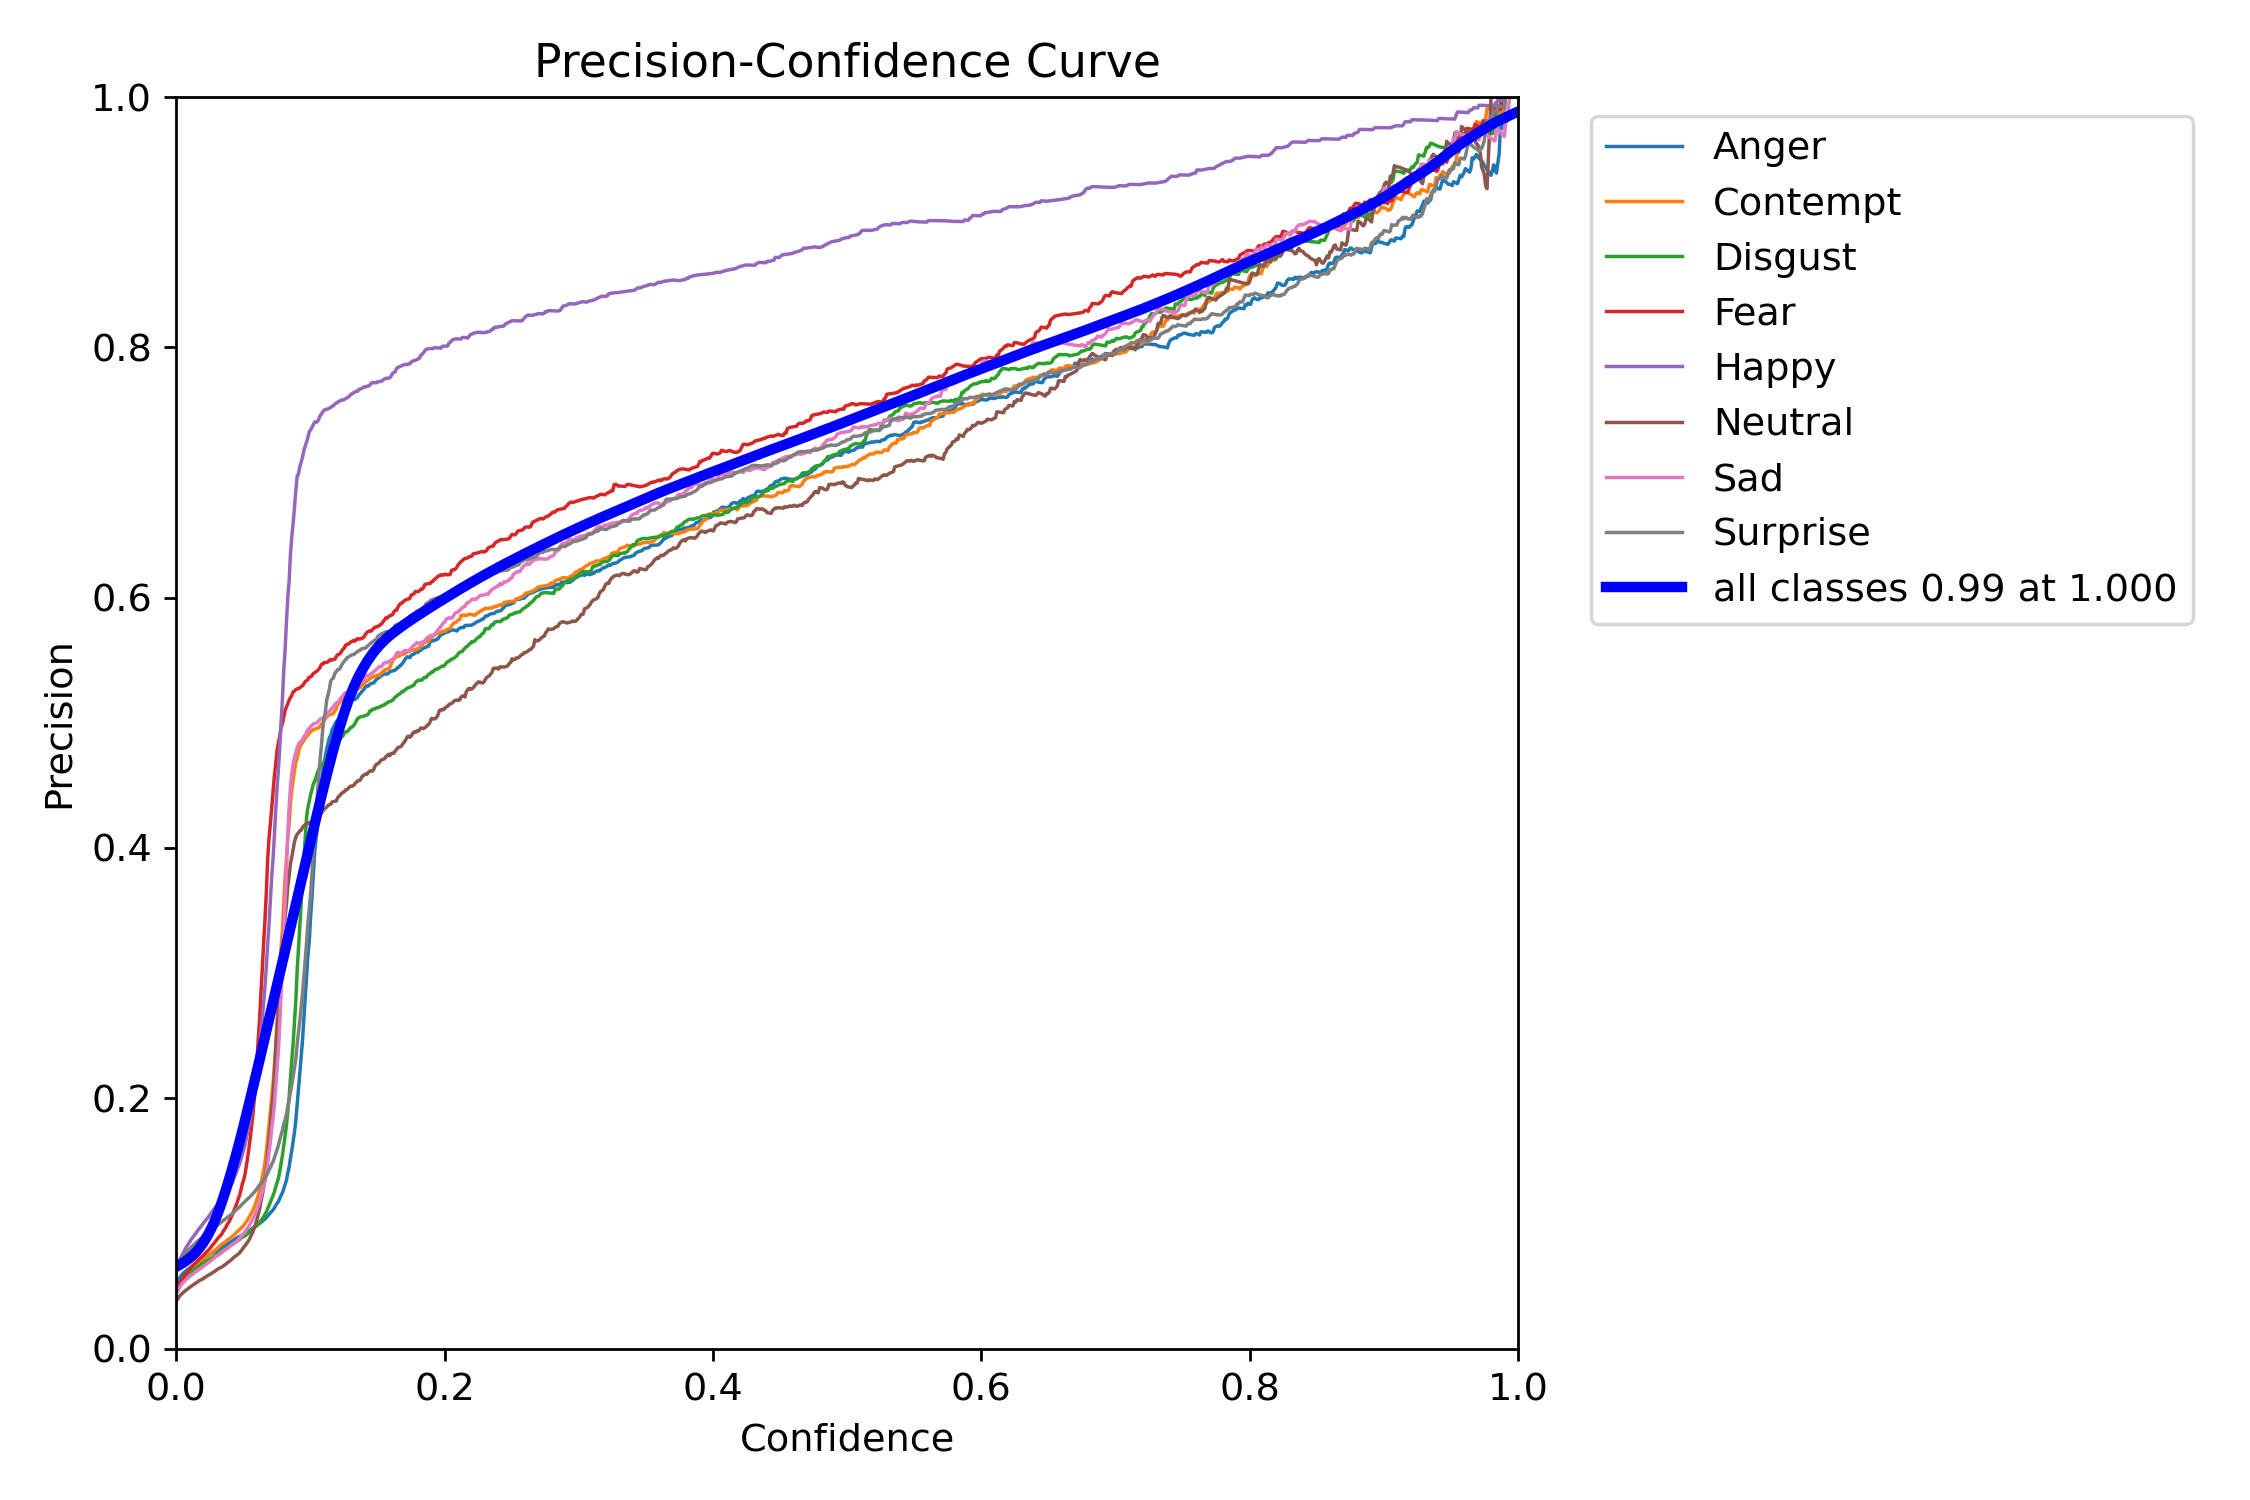 Precision-Confidence Curve
1.0
0.8
0.6
0.4
0.2
0.0
Precision
0.0 0.2 0.4 0.6 0.8 1.0
Confidence
Anger
Contempt
Disgust
Fear
Happy
Neutral
Sad
Surprise
all classes 0.99 at 1.000